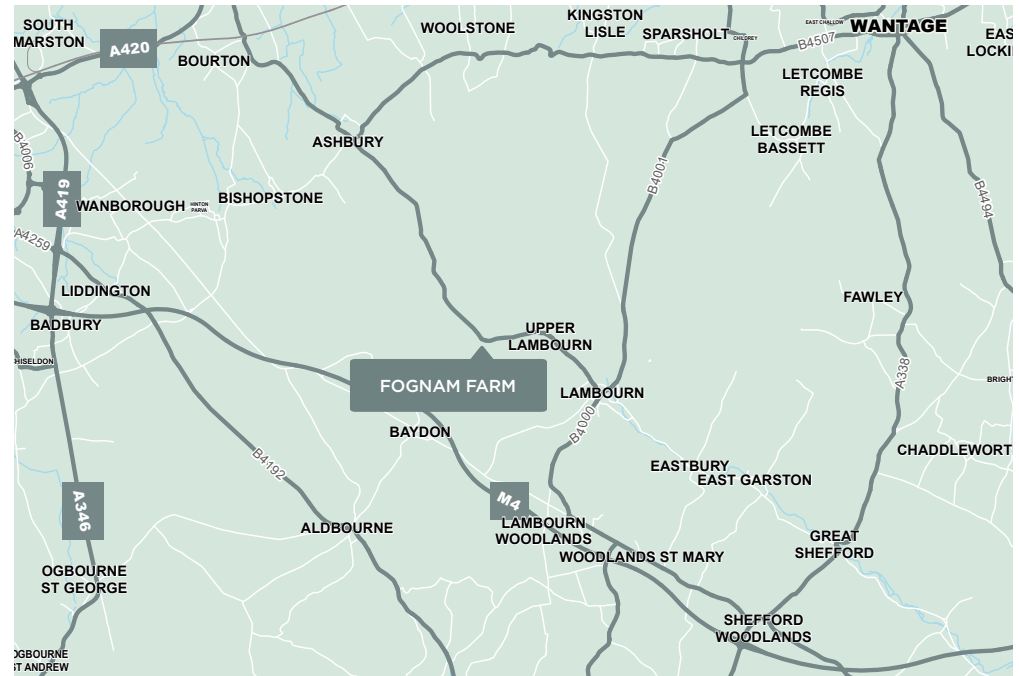 SOUTH
MARSTON
A420
BOURTON
WOOLSTONE
KINGSTON
LISLE
SPARSHOLT
CHILDREY
EAST CHALLOW
WANTAGE
B4507
EAS
LOCKI
LETCOMBE
REGIS
LETCOMBE
BASSETT
ASHBURY
B4006
A419
WANBOROUGH
HINTON
PARVA
BISHOPSTONE
B4001
B4494
A4259
LIDDINGTON
BADBURY
HISELDON
FAWLEY
UPPER
LAMBOURN
FOGNAM FARM
LAMBOURN
A338
BRIGH
B4000
BAYDON
CHADDLEWORT
B4192
EASTBURY
EAST GARSTON
A346
M4
ALDBOURNE
LAMBOURN
WOODLANDS
WOODLANDS ST MARY
GREAT
SHEFFORD
OGBOURNE
ST GEORGE
SHEFFORD
WOODLANDS
OGBOURNE
ST ANDREW